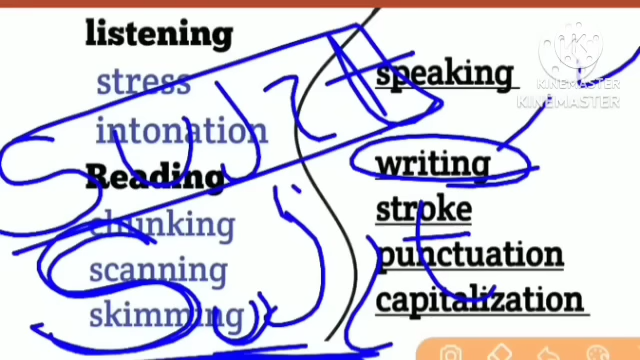 listening
stress
intonation
Reading
chunking
scanning
skimming
speaking
writing
stroke
punctuation
capitalization
KINEMASTER
KINEMASTER